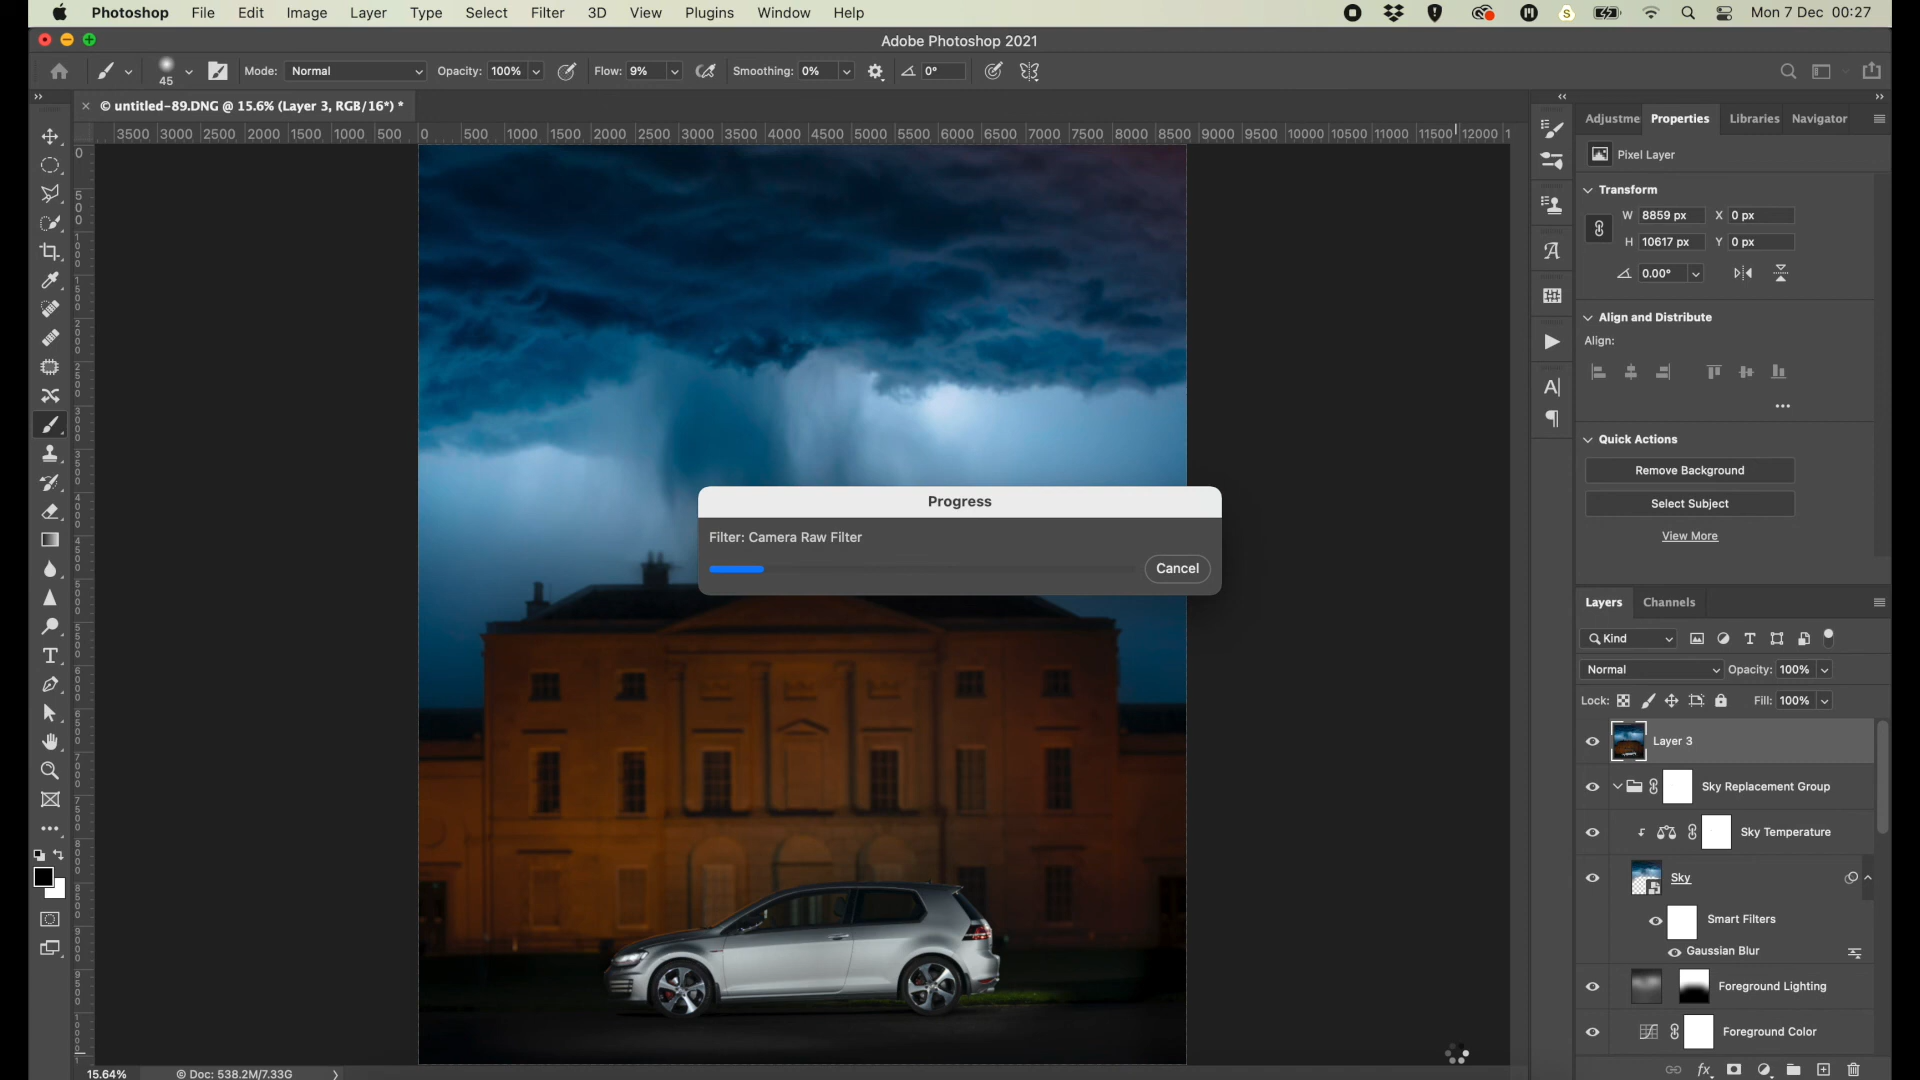 Photoshop File Edit Image Layer Type Select Filter 3D View Plugins Window Help S Mon 7 Dec 00:27
Adobe Photoshop 2021
45 Mode: Normal Opacity: 100% Flow: 9% Smoothing: 0% 0°
© untitled-89.DNG @ 15.6% (Layer 3, RGB/16*) *
3500 3000 2500 2000 1500 1000 500 0 500 1000 1500 2000 2500 3000 3500 4000 4500 5000 5500 6000 6500 7000 7500 8000 8500 9000 9500 10000 10500 11000 11500 12000 1
Adjustme Properties Libraries Navigator
Pixel Layer
Transform
W 8859 px X 0 px
H 10617 px Y 0 px
0.00°
Align and Distribute
Align:
Quick Actions
Remove Background
Select Subject
View More
Progress
Filter: Camera Raw Filter
Cancel
Layers Channels
Kind
Normal Opacity: 100%
Lock: Fill: 100%
Layer 3
Sky Replacement Group
Sky Temperature
Sky
Smart Filters
Gaussian Blur
Foreground Lighting
Foreground Color
15.64% © Doc: 538.2M/7.33G